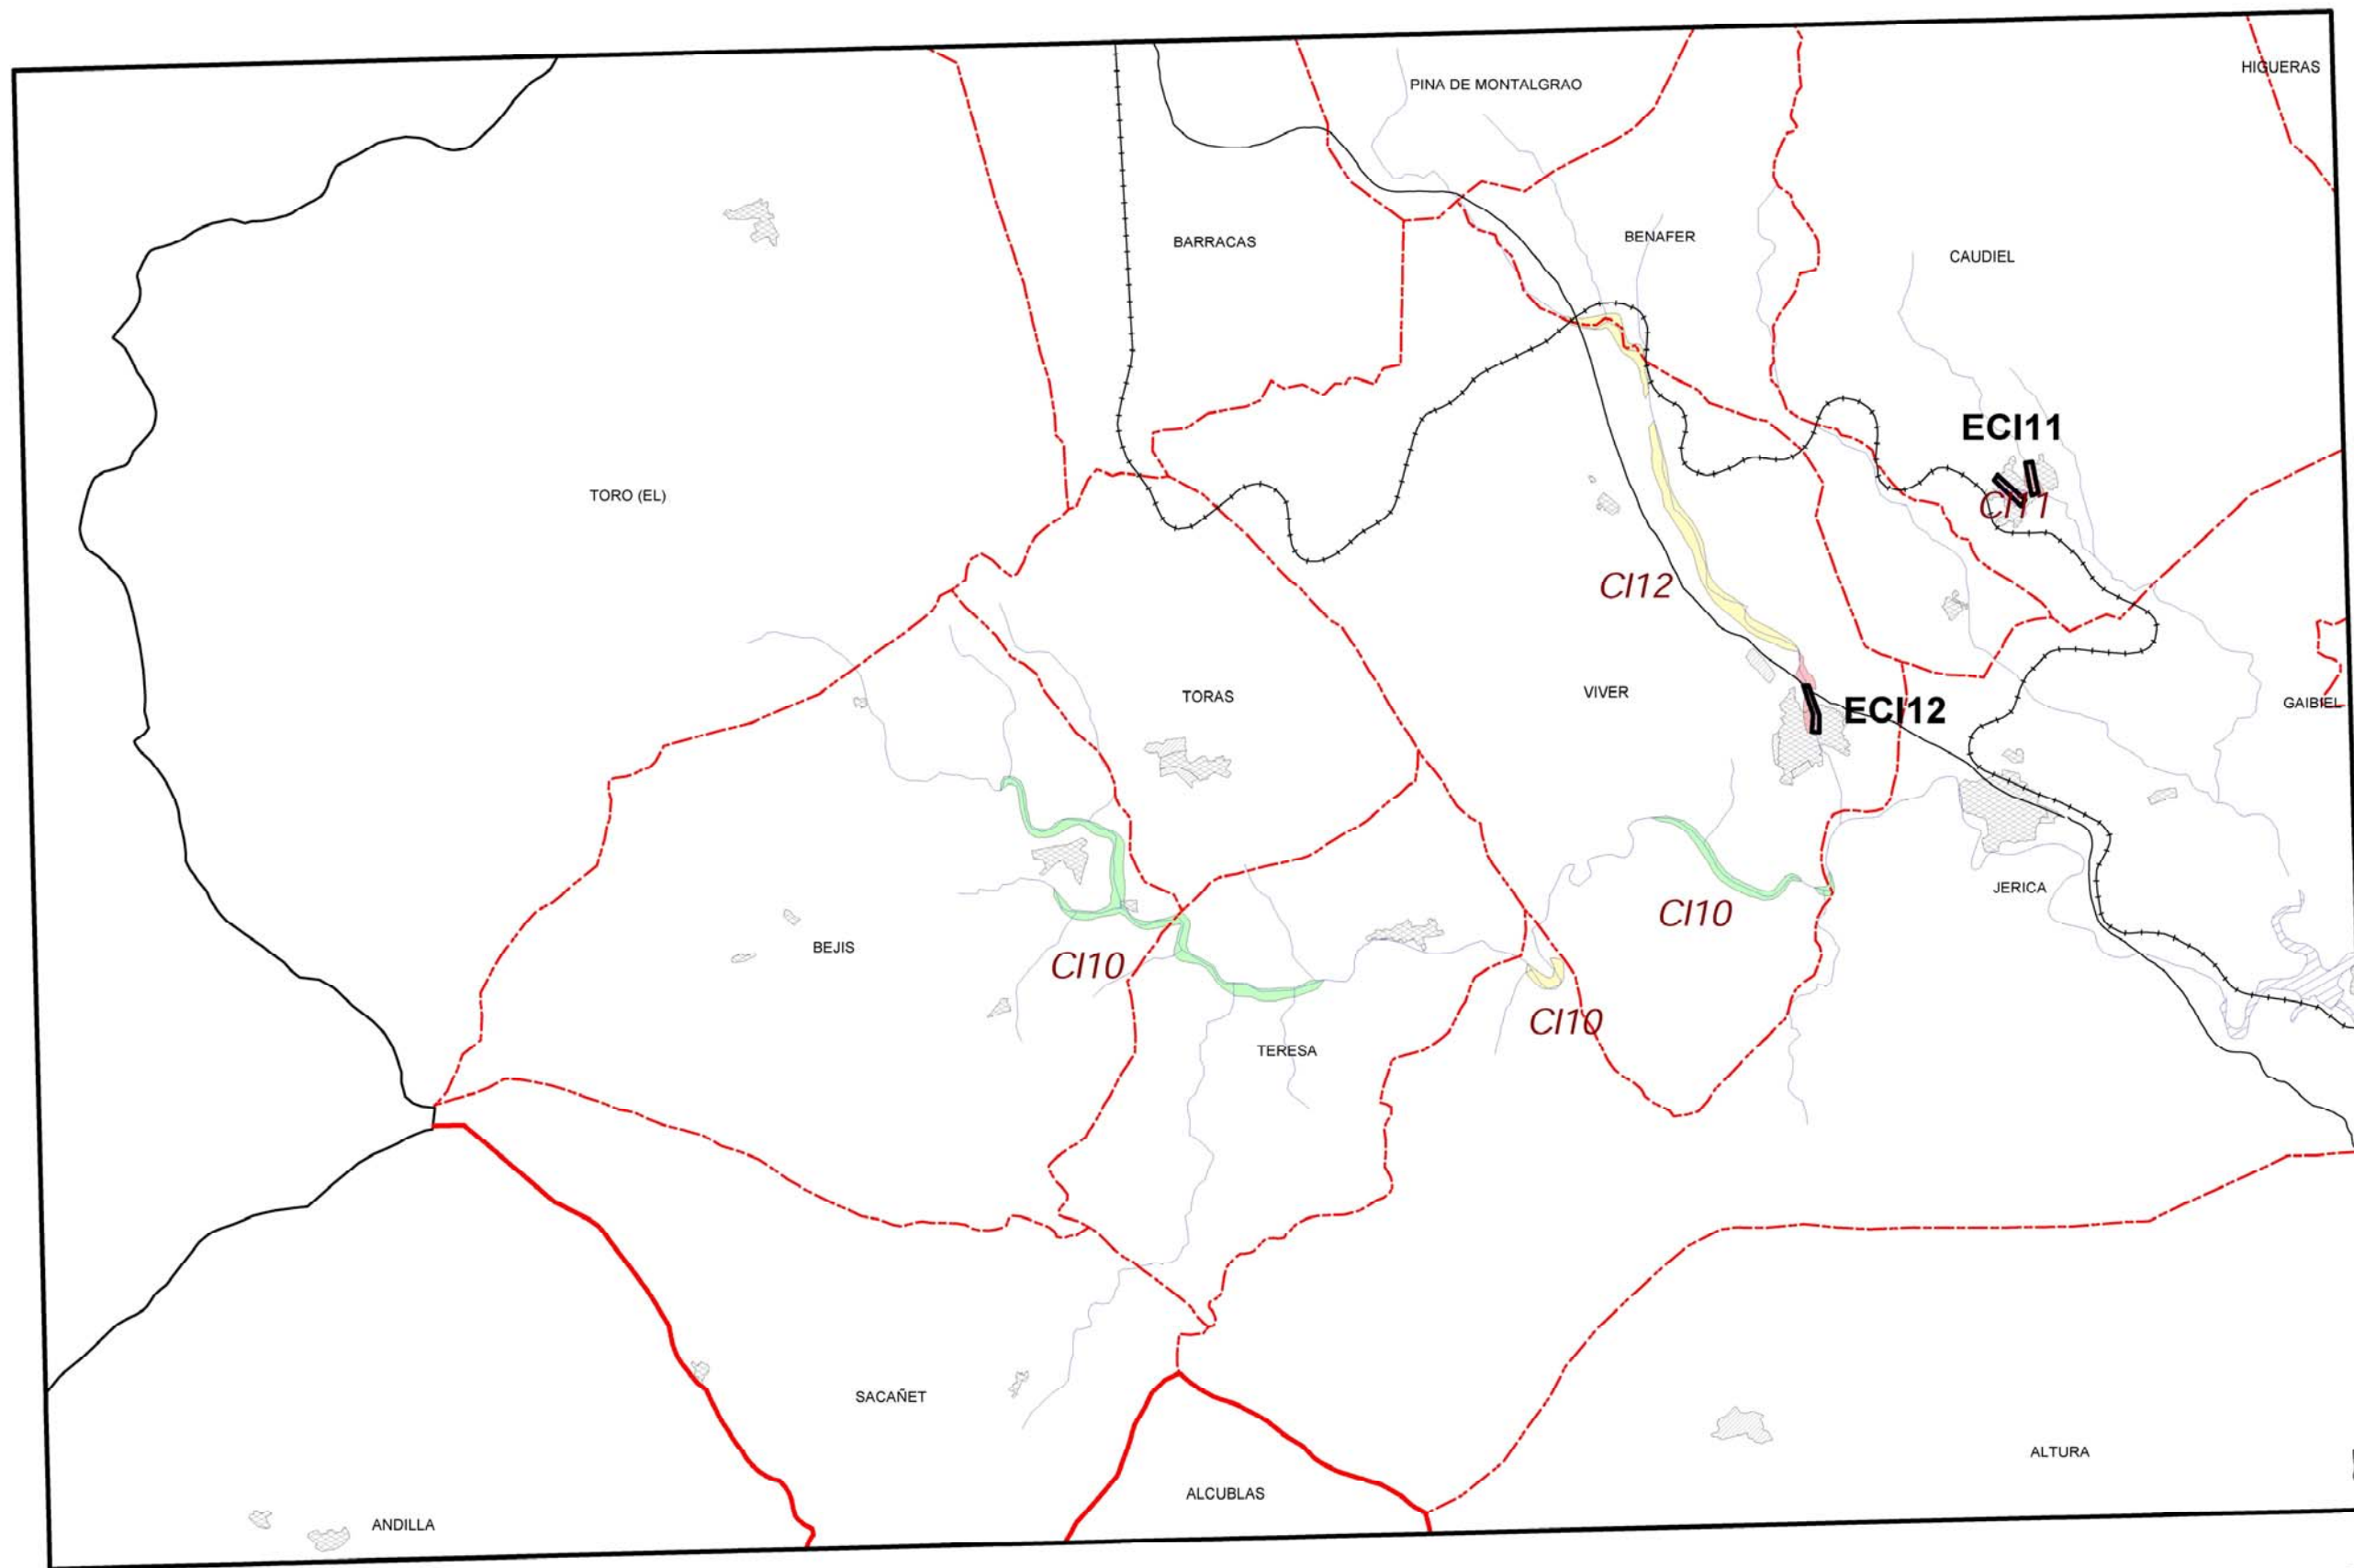 HIGUERAS
PINA DE MONTALGRAO
BARRACAS
BENAFER
CAUDIEL
ECI11
TORO (EL)
CI11
CI12
TORAS
VIVER
ECI12
GAIBIEL
JERICA
CI10
BEJIS
CI10
CI10
TERESA
SACAÑET
ALTURA
ALCUBLAS
ANDILLA